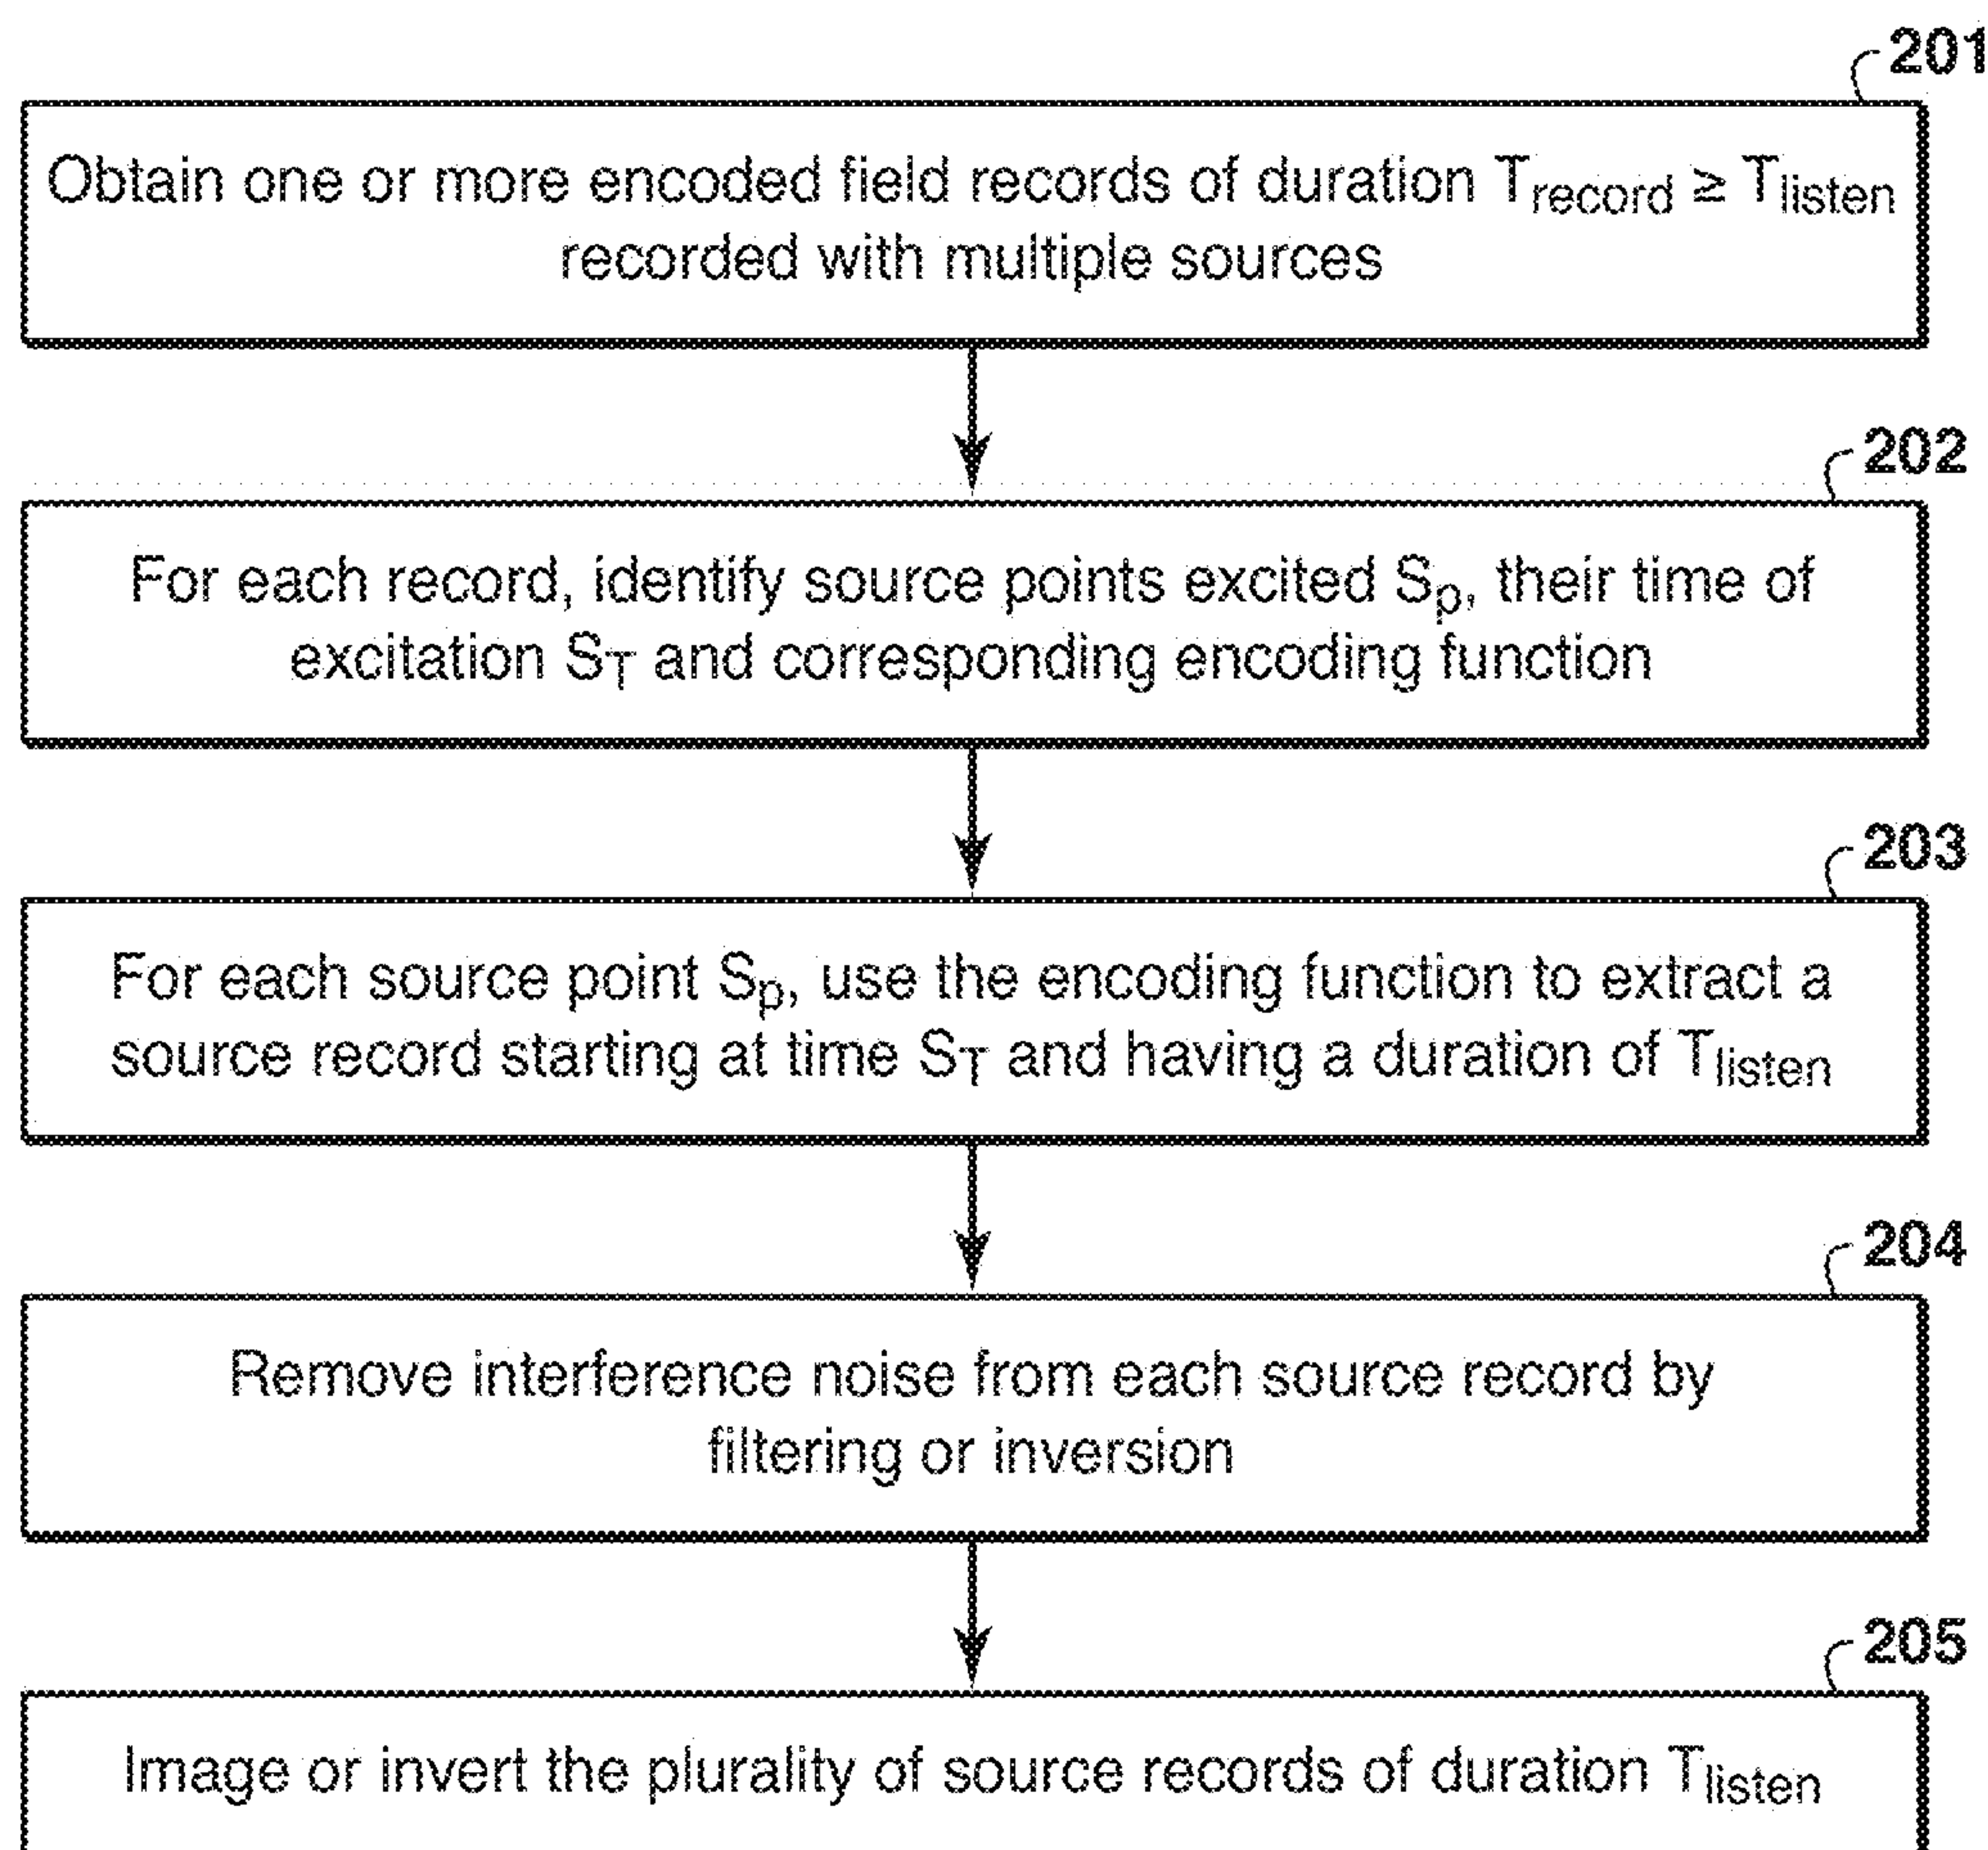 201
Obtain one or more encoded field records of duration Trecord ≥ Tlisten
recorded with multiple sources
202
For each record, identify source points excited Sp, their time of
excitation ST and corresponding encoding function
203
For each source point Sp, use the encoding function to extract a
source record starting at time ST and having a duration of Tlisten
204
Remove interference noise from each source record by
filtering or inversion
205
Image or invert the plurality of source records of duration Tlisten